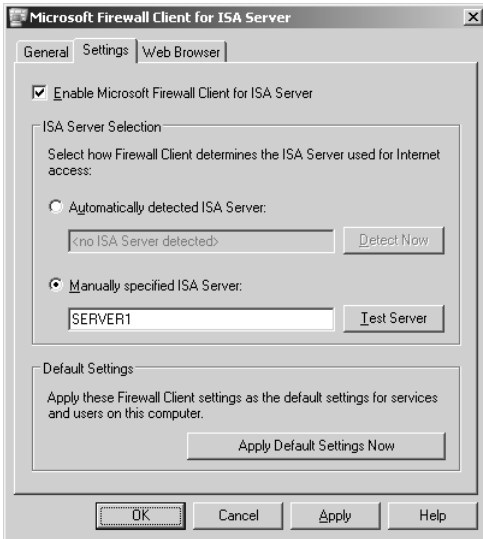 Microsoft Firewall Client for ISA Server
General Settings Web Browser
Enable Microsoft Firewall Client for ISA Server
ISA Server Selection
Select how Firewall Client determines the ISA Server used for Internet
access:
Automatically detected ISA Server:
<no ISA Server detected> Detect Now
Manually specified ISA Server:
SERVER1 Test Server
Default Settings
Apply these Firewall Client settings as the default settings for services
and users on this computer.
Apply Default Settings Now
OK Cancel Apply Help